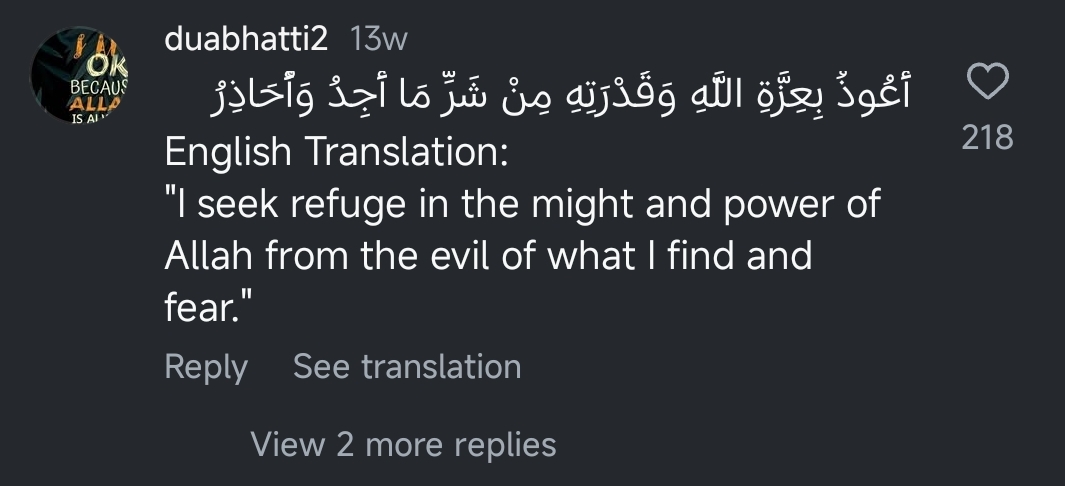 I AM
OK
BECAUS
ALLA
IS AL
duabhatti2 13w
أَعُوذُ بِعِزَّةِ اللَّهِ وَقَدْرَتِهِ مِنْ شَرِّ مَا أَجِدُ وَأَحَاذِرُ
218
English Translation:
"I seek refuge in the might and power of
Allah from the evil of what I find and
fear."
Reply See translation
View 2 more replies